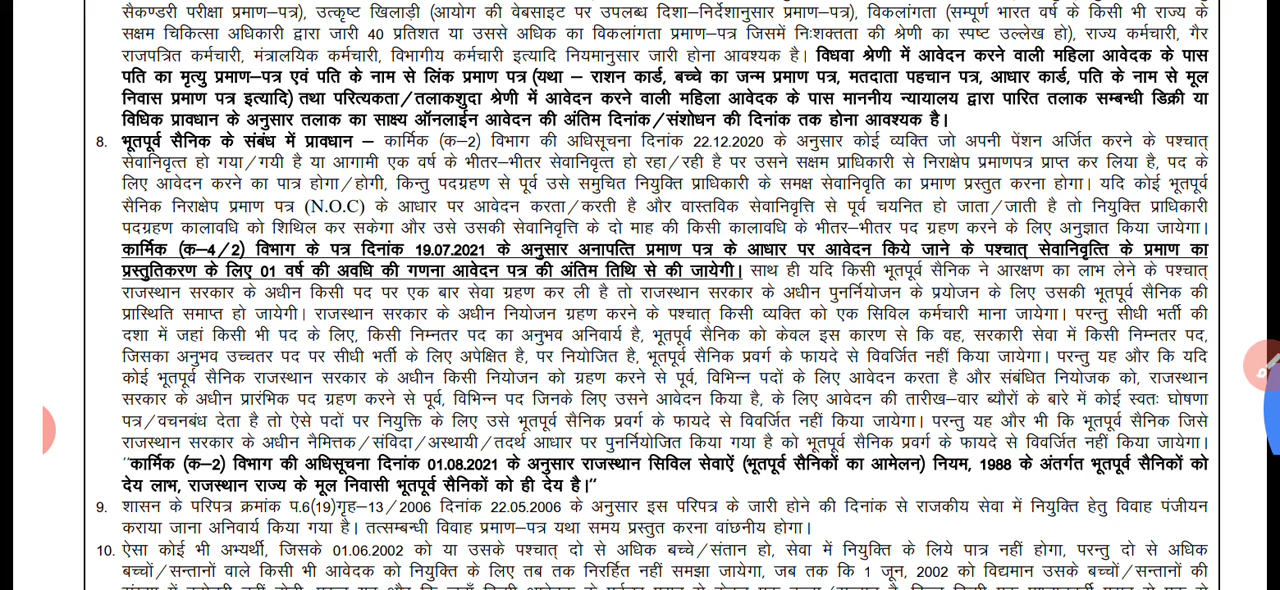 सैकण्डरी परीक्षा प्रमाण–पत्र), उत्कृष्ट खिलाड़ी (आयोग की वेबसाइट पर उपलब्ध दिशा–निर्देशानुसार प्रमाण–पत्र), विकलांगता (सम्पूर्ण भारत वर्ष के किसी भी राज्य के
सक्षम चिकित्सा अधिकारी द्वारा जारी 40 प्रतिशत या उससे अधिक का विकलांगता प्रमाण–पत्र जिसमें निःशक्तता की श्रेणी का स्पष्ट उल्लेख हो), राज्य कर्मचारी, गैर
राजपत्रित कर्मचारी, मंत्रालयिक कर्मचारी, विभागीय कर्मचारी इत्यादि नियमानुसार जारी होना आवश्यक है। विधवा श्रेणी में आवेदन करने वाली महिला आवेदक के पास
पति का मृत्यु प्रमाण–पत्र एवं पति के नाम से लिंक प्रमाण पत्र (यथा – राशन कार्ड, बच्चे का जन्म प्रमाण पत्र, मतदाता पहचान पत्र, आधार कार्ड, पति के नाम से मूल
निवास प्रमाण पत्र इत्यादि) तथा परित्यकता/तलाकशुदा श्रेणी में आवेदन करने वाली महिला आवेदक के पास माननीय न्यायालय द्वारा पारित तलाक सम्बन्धी डिक्री या
विधिक प्रावधान के अनुसार तलाक का साक्ष्य ऑनलाईन आवेदन की अंतिम दिनांक/संशोधन की दिनांक तक होना आवश्यक है।
8. भूतपूर्व सैनिक के संबंध में प्रावधान – कार्मिक (क–2) विभाग की अधिसूचना दिनांक 22.12.2020 के अनुसार कोई व्यक्ति जो अपनी पेंशन अर्जित करने के पश्चात्
सेवानिवृत्त हो गया/गयी है या आगामी एक वर्ष के भीतर–भीतर सेवानिवृत्त हो रहा/रही है पर उसने सक्षम प्राधिकारी से निराक्षेप प्रमाणपत्र प्राप्त कर लिया है, पद के
लिए आवेदन करने का पात्र होगा/होगी, किन्तु पदग्रहण से पूर्व उसे समुचित नियुक्ति प्राधिकारी के समक्ष सेवानिवृति का प्रमाण प्रस्तुत करना होगा। यदि कोई भूतपूर्व
सैनिक निराक्षेप प्रमाण पत्र (N.O.C) के आधार पर आवेदन करता/करती है और वास्तविक सेवानिवृत्ति से पूर्व चयनित हो जाता/जाती है तो नियुक्ति प्राधिकारी
पदग्रहण कालावधि को शिथिल कर सकेगा और उसे उसकी सेवानिवृत्ति के दो माह की किसी कालावधि के भीतर–भीतर पद ग्रहण करने के लिए अनुज्ञात किया जायेगा।
कार्मिक (क–4/2) विभाग के पत्र दिनांक 19.07.2021 के अनुसार अनापत्ति प्रमाण पत्र के आधार पर आवेदन किये जाने के पश्चात् सेवानिवृत्ति के प्रमाण का
प्रस्तुतिकरण के लिए 01 वर्ष की अवधि की गणना आवेदन पत्र की अंतिम तिथि से की जायेगी। साथ ही यदि किसी भूतपूर्व सैनिक ने आरक्षण का लाभ लेने के पश्चात्
राजस्थान सरकार के अधीन किसी पद पर एक बार सेवा ग्रहण कर ली है तो राजस्थान सरकार के अधीन पुनर्नियोजन के प्रयोजन के लिए उसकी भूतपूर्व सैनिक की
प्रास्थिति समाप्त हो जायेगी। राजस्थान सरकार के अधीन नियोजन ग्रहण करने के पश्चात् किसी व्यक्ति को एक सिविल कर्मचारी माना जायेगा। परन्तु सीधी भर्ती की
दशा में जहां किसी भी पद के लिए, किसी निम्नतर पद का अनुभव अनिवार्य है, भूतपूर्व सैनिक को केवल इस कारण से कि वह, सरकारी सेवा में किसी निम्नतर पद,
जिसका अनुभव उच्चतर पद पर सीधी भर्ती के लिए अपेक्षित है, पर नियोजित है, भूतपूर्व सैनिक प्रवर्ग के फायदे से विवर्जित नहीं किया जायेगा। परन्तु यह और कि यदि
कोई भूतपूर्व सैनिक राजस्थान सरकार के अधीन किसी नियोजन को ग्रहण करने से पूर्व, विभिन्न पदों के लिए आवेदन करता है और संबंधित नियोजक को, राजस्थान
सरकार के अधीन प्रारंभिक पद ग्रहण करने से पूर्व, विभिन्न पद जिनके लिए उसने आवेदन किया है, के लिए आवेदन की तारीख–वार ब्यौरों के बारे में कोई स्वतः घोषणा
पत्र/वचनबंध देता है तो ऐसे पदों पर नियुक्ति के लिए उसे भूतपूर्व सैनिक प्रवर्ग के फायदे से विवर्जित नहीं किया जायेगा। परन्तु यह और भी कि भूतपूर्व सैनिक जिसे
राजस्थान सरकार के अधीन नैमित्तक/संविदा/अस्थायी/तदर्थ आधार पर पुनर्नियोजित किया गया है को भूतपूर्व सैनिक प्रवर्ग के फायदे से विवर्जित नहीं किया जायेगा।
"कार्मिक (क–2) विभाग की अधिसूचना दिनांक 01.08.2021 के अनुसार राजस्थान सिविल सेवाऐं (भूतपूर्व सैनिकों का आमेलन) नियम, 1988 के अंतर्गत भूतपूर्व सैनिकों को
देय लाभ, राजस्थान राज्य के मूल निवासी भूतपूर्व सैनिकों को ही देय है।"
9. शासन के परिपत्र क्रमांक प.6(19)गृह–13/2006 दिनांक 22.05.2006 के अनुसार इस परिपत्र के जारी होने की दिनांक से राजकीय सेवा में नियुक्ति हेतु विवाह पंजीयन
कराया जाना अनिवार्य किया गया है। तत्सम्बन्धी विवाह प्रमाण–पत्र यथा समय प्रस्तुत करना वांछनीय होगा।
10. ऐसा कोई भी अभ्यर्थी, जिसके 01.06.2002 को या उसके पश्चात् दो से अधिक बच्चे/संतान हो, सेवा में नियुक्ति के लिये पात्र नहीं होगा, परन्तु दो से अधिक
बच्चों/सन्तानों वाले किसी भी आवेदक को नियुक्ति के लिए तब तक निरर्हित नहीं समझा जायेगा, जब तक कि 1 जून, 2002 को विद्यमान उसके बच्चों/सन्तानों की